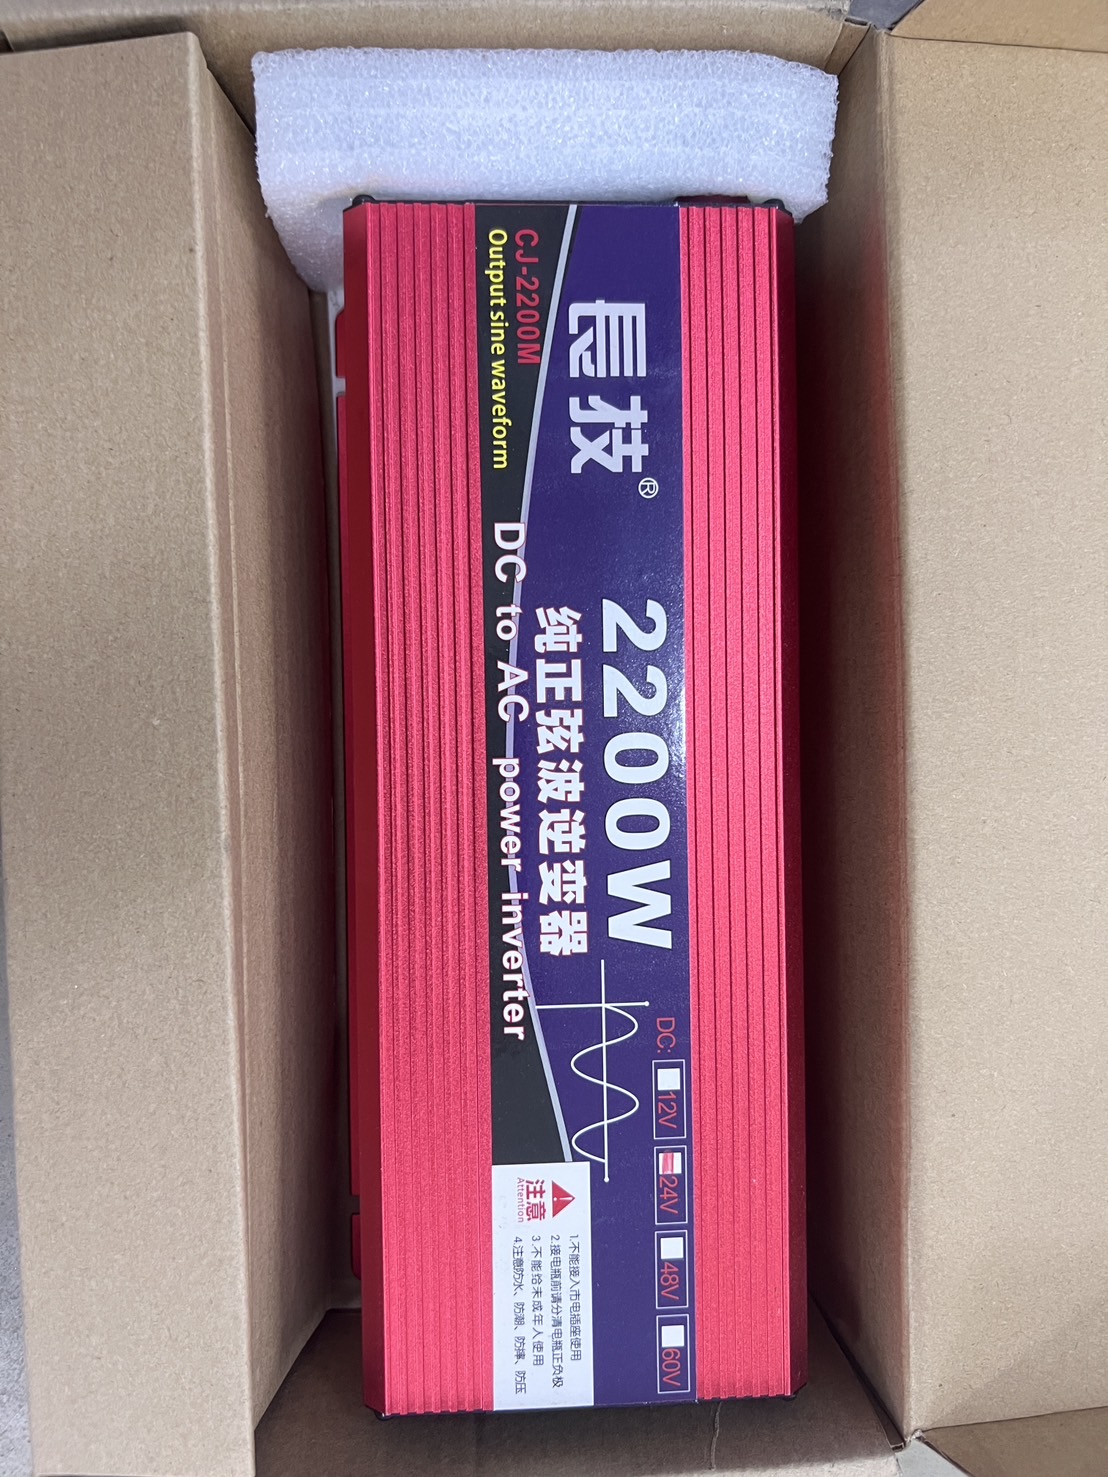 晨技®
CJ-2200M
Output sine waveform
2200W
纯正弦波逆变器
DC to AC power inverter
DC:
12V
24V
48V
60V
注意
Attention
1.不能接入市电插座使用
2.接电瓶前请分清电瓶正负极
3.不能给未成年人使用
4.注意防水、防潮、防摔、防压